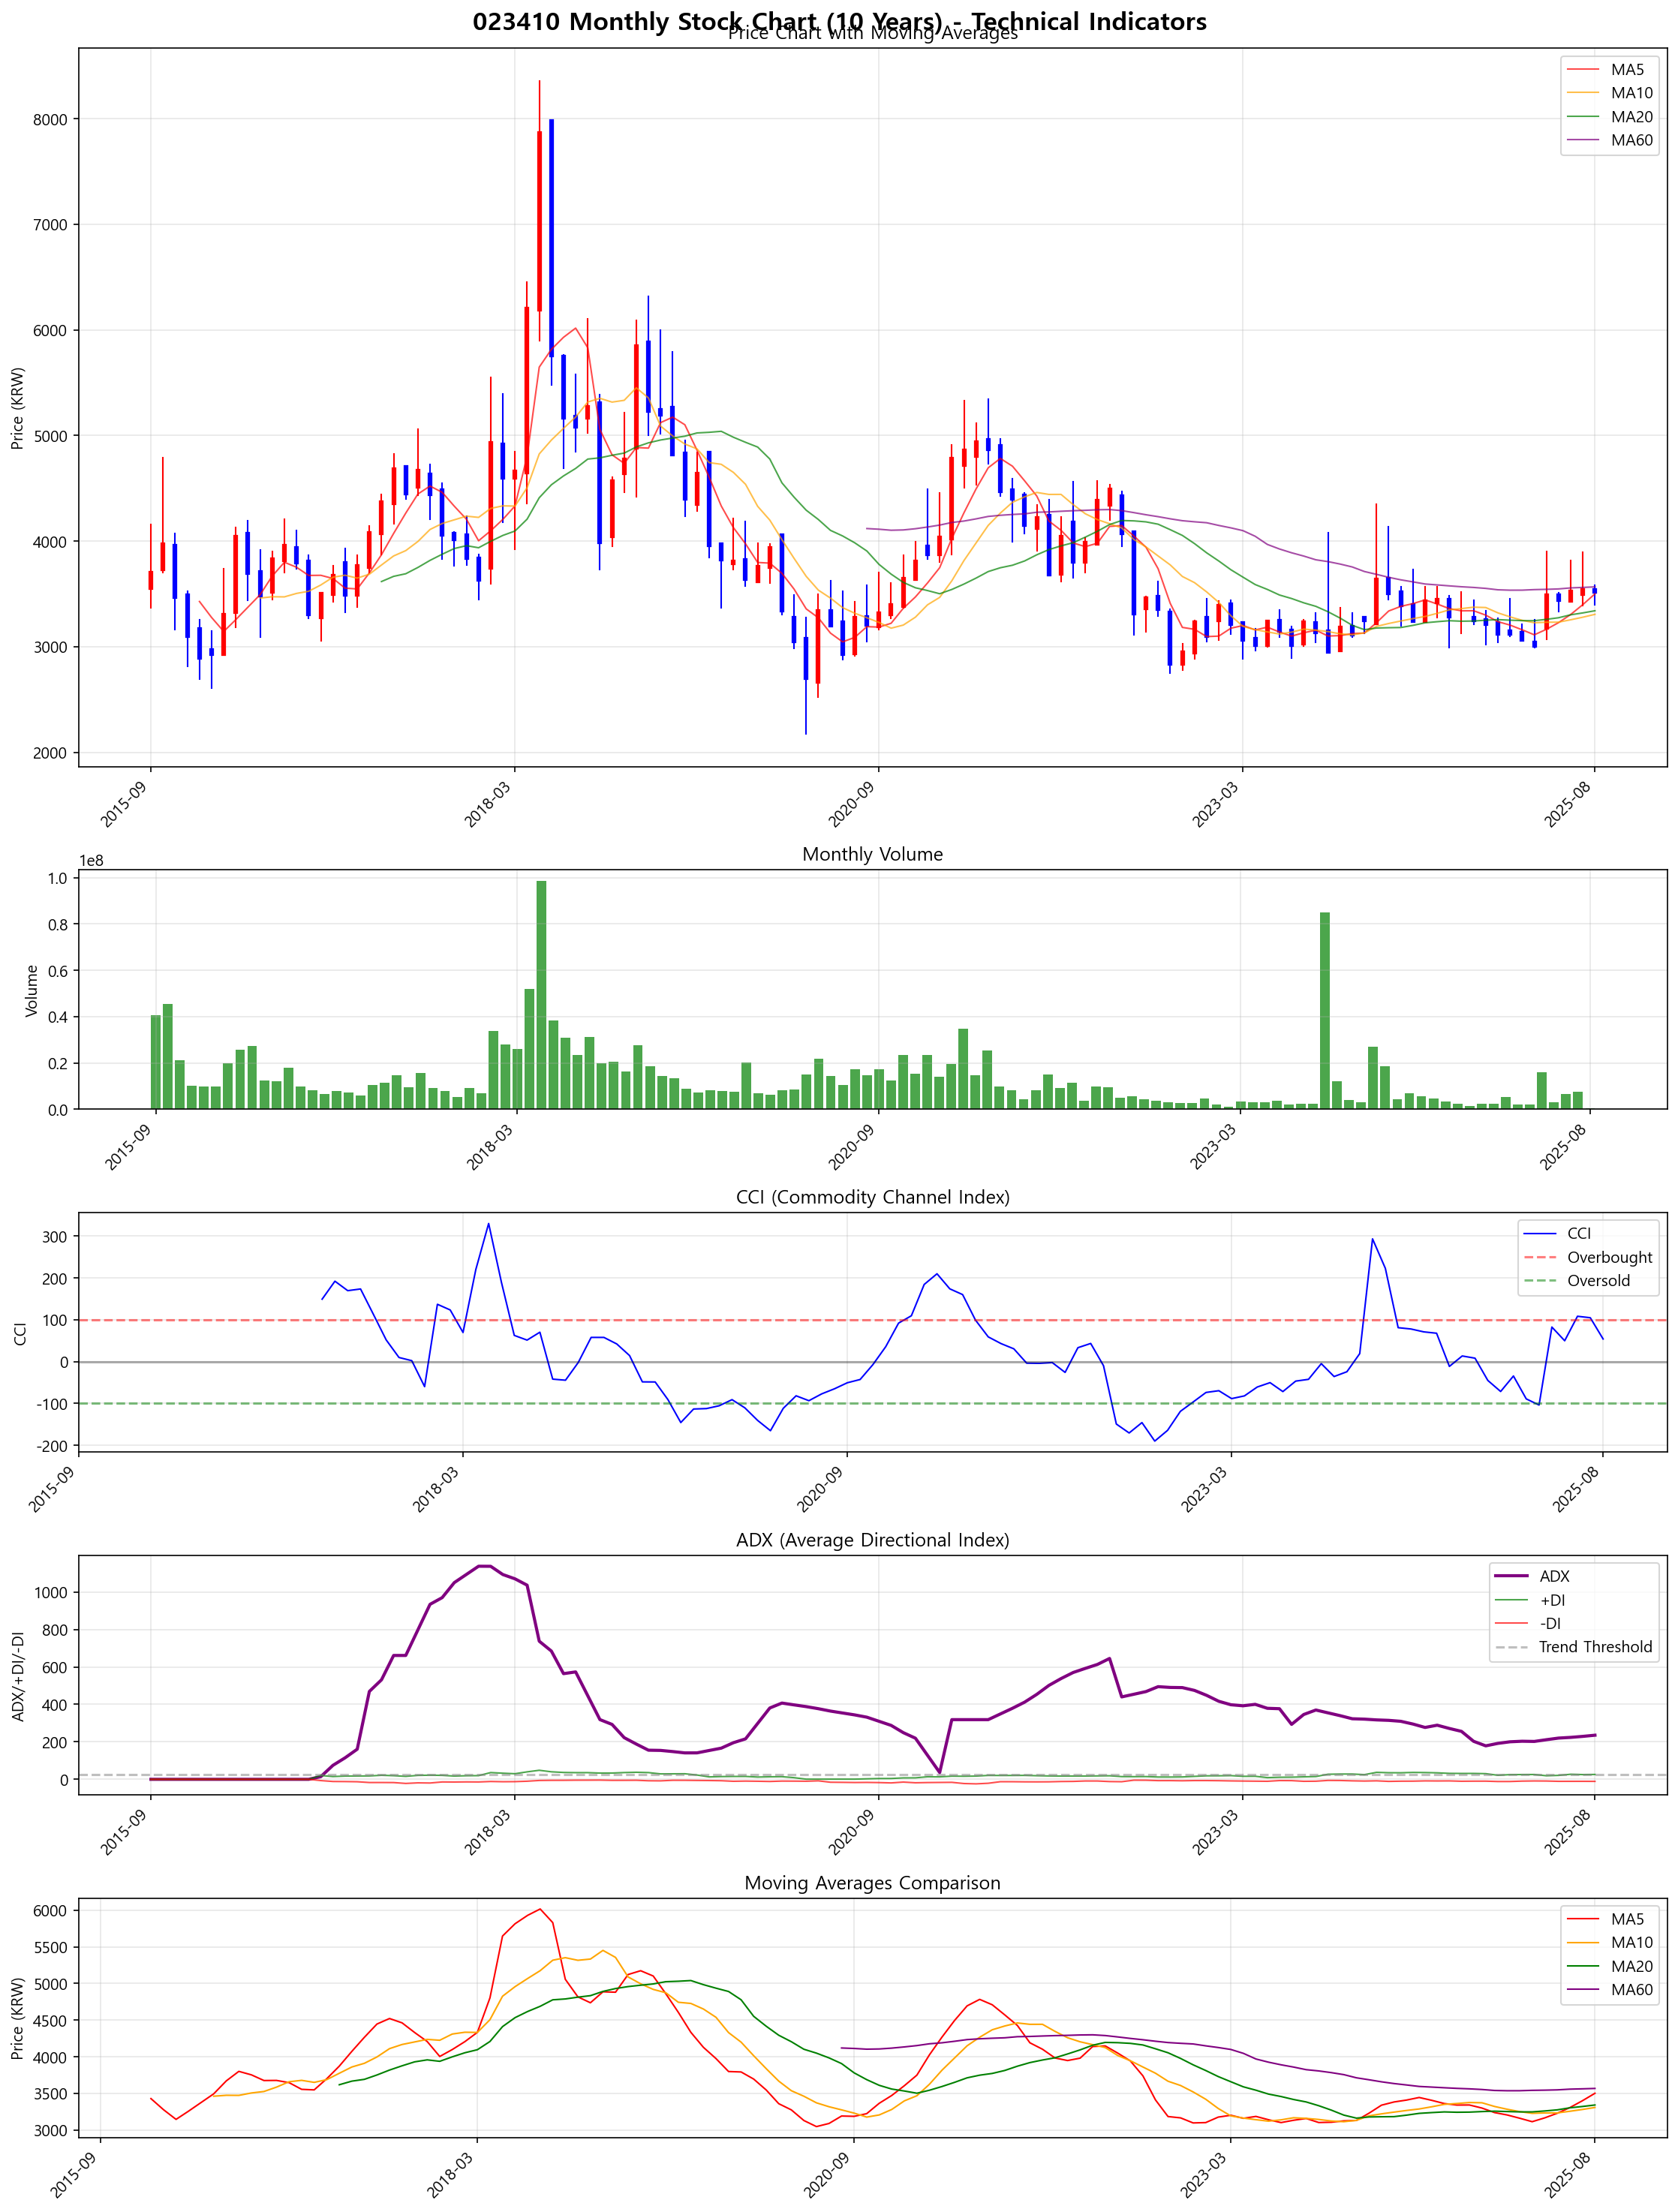 023410 Monthly Stock Chart (10 Years) - Technical Indicators
Price Chart with Moving Averages
MA5
MA10
MA20
MA60
Price (KRW)
8000
7000
6000
5000
4000
3000
2000
2015-09
2018-03
2020-09
2023-03
2025-08
Monthly Volume
1e8
Volume
1.0
0.8
0.6
0.4
0.2
0.0
2015-09
2018-03
2020-09
2023-03
2025-08
CCI (Commodity Channel Index)
CCI
Overbought
Oversold
CCI
300
200
100
0
-100
-200
2015-09
2018-03
2020-09
2023-03
2025-08
ADX (Average Directional Index)
ADX
+DI
-DI
Trend Threshold
ADX/+DI/-DI
1000
800
600
400
200
0
2015-09
2018-03
2020-09
2023-03
2025-08
Moving Averages Comparison
MA5
MA10
MA20
MA60
Price (KRW)
6000
5500
5000
4500
4000
3500
3000
2015-09
2018-03
2020-09
2023-03
2025-08